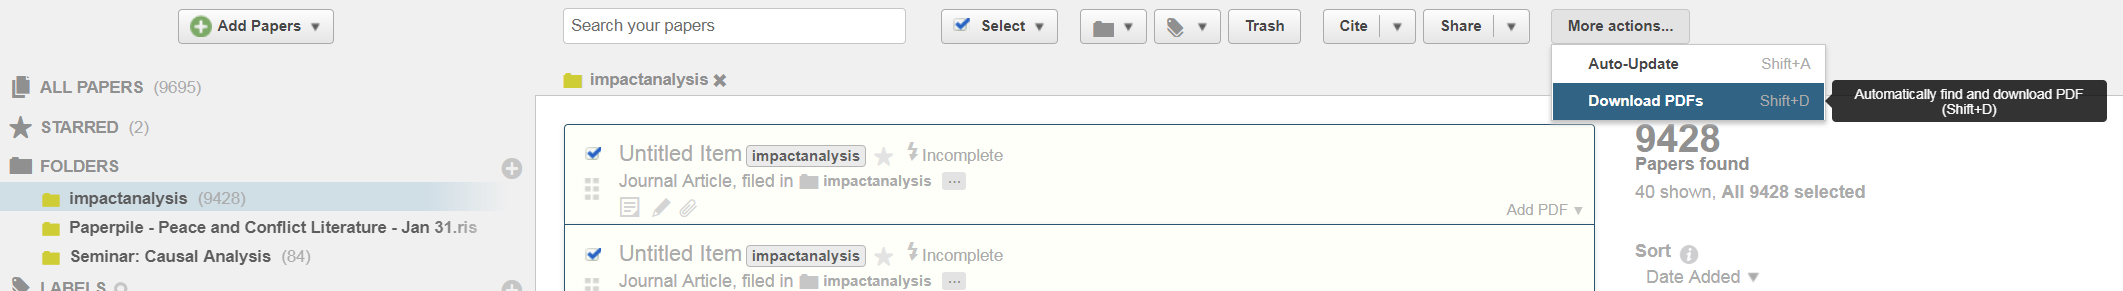 Add Papers
Search your papers
Select
Trash
Cite
Share
More actions...
Auto-Update Shift+A
Download PDFs Shift+D
Automatically find and download PDF
(Shift+D)
ALL PAPERS (9695)
STARRED (2)
FOLDERS
impactanalysis (9428)
Paperpile - Peace and Conflict Literature - Jan 31.ris
Seminar: Causal Analysis (84)
LABELS
impactanalysis
Untitled Item impactanalysis Incomplete
Journal Article, filed in impactanalysis ...
Add PDF
Untitled Item impactanalysis Incomplete
Journal Article, filed in impactanalysis ...
9428
Papers found
40 shown, All 9428 selected
Sort
Date Added